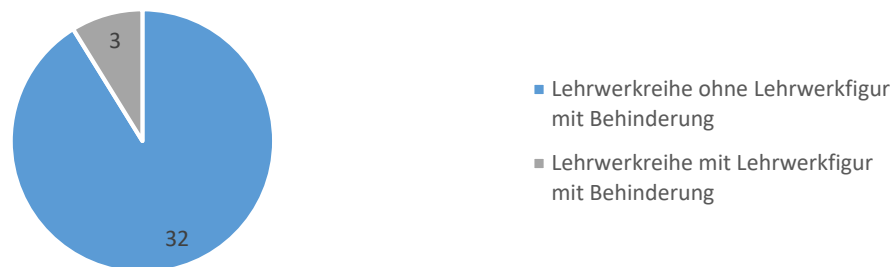 3
32
Lehrwerkreihe ohne Lehrwerkfigur
mit Behinderung
Lehrwerkreihe mit Lehrwerkfigur
mit Behinderung